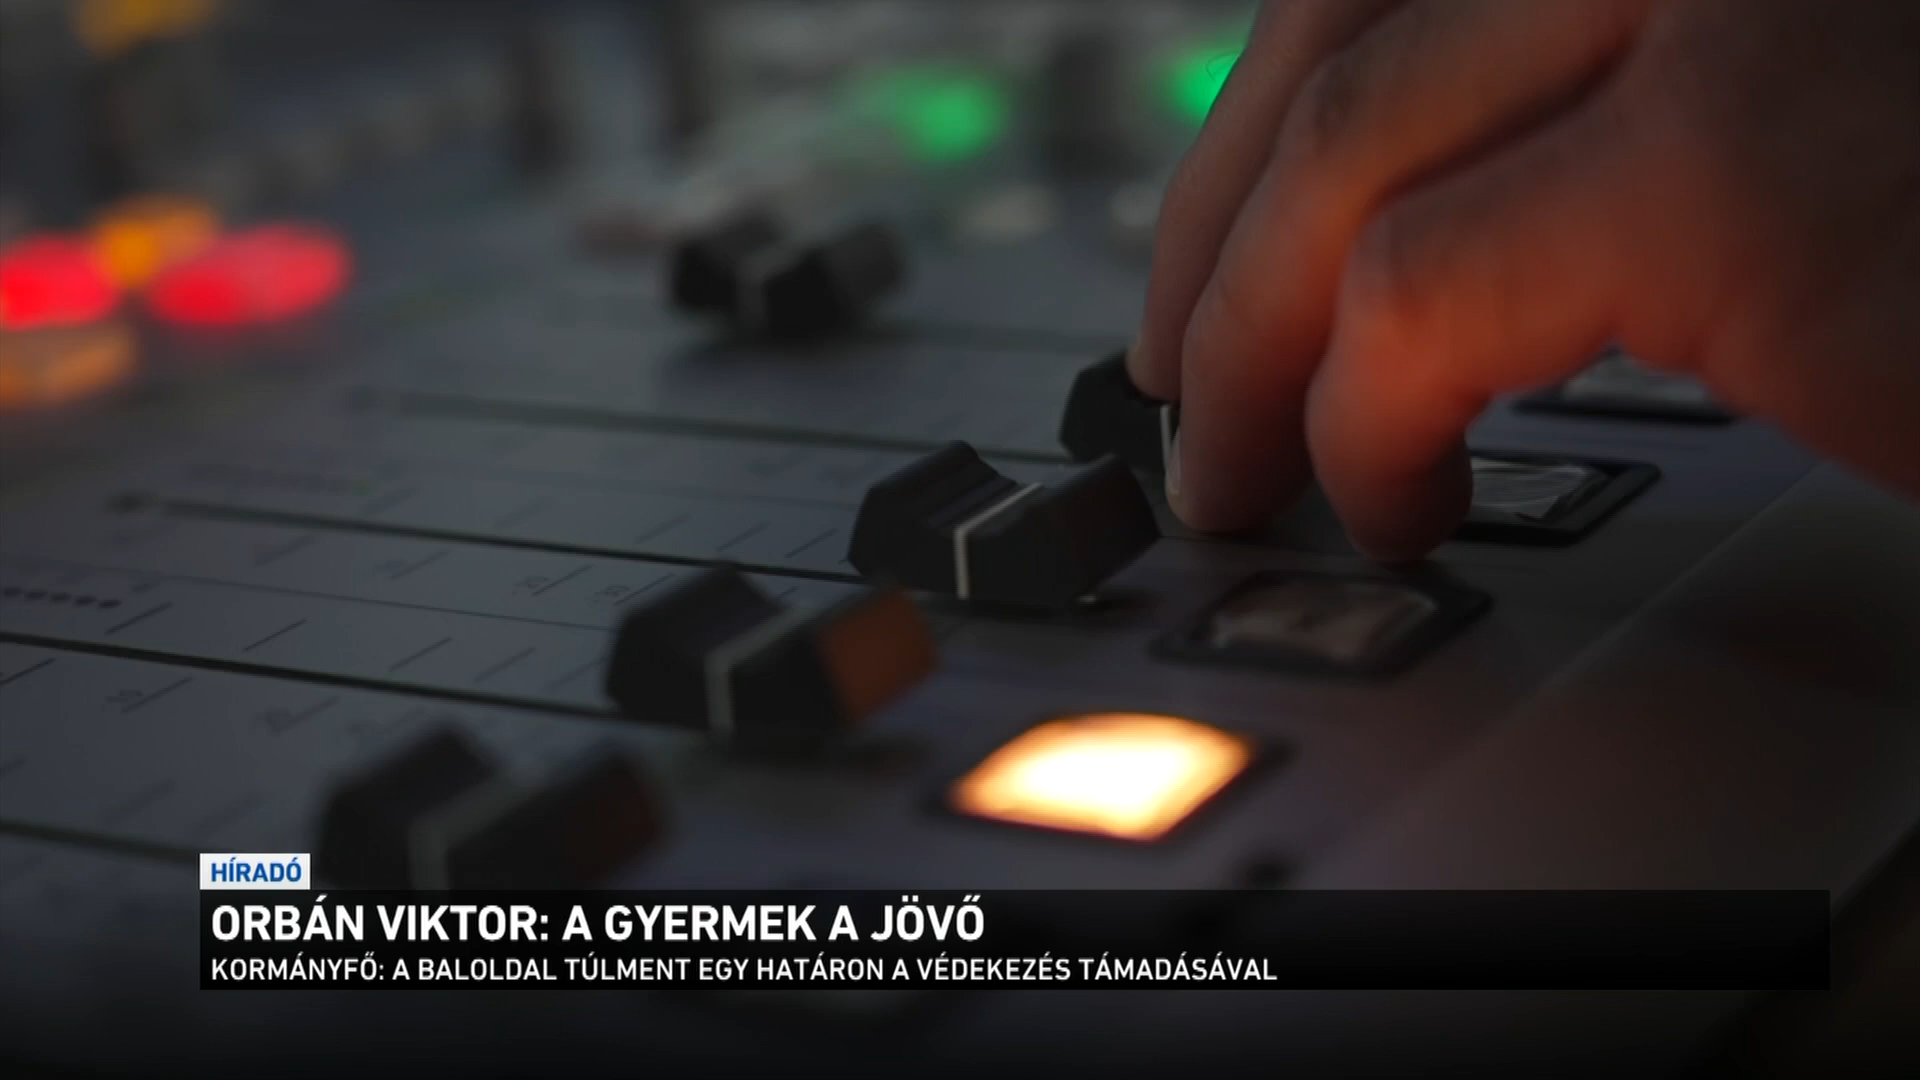 HÍRADÓ
ORBÁN VIKTOR: A GYERMEK A JÖVŐ
KORMÁNYFŐ: A BALOLDAL TÚLMENT EGY HATÁRON A VÉDEKEZÉS TÁMADÁSÁVAL